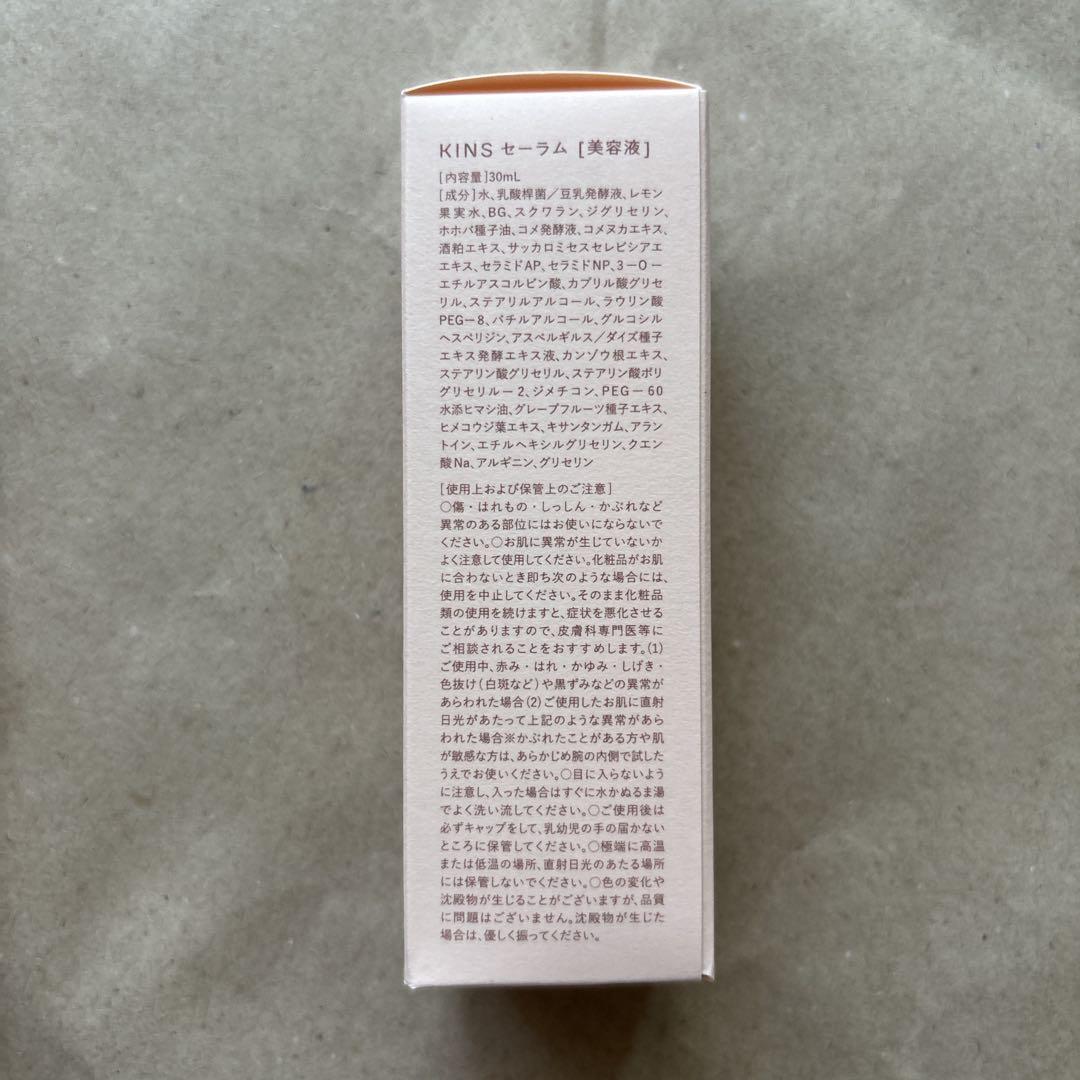 KINS セーラム [美容液]
[内容量]30mL
[成分]水、乳酸桿菌／豆乳発酵液、レモン
果実水、BG、スクワラン、ジグリセリン、
ホホバ種子油、コメ発酵液、コメヌカエキス、
酒粕エキス、サッカロミセスセレビシアエ
エキス、セラミドAP、セラミドNP、3－O－
エチルアスコルビン酸、カプリル酸グリセ
リル、ステアリルアルコール、ラウリン酸
PEG－8、バチルアルコール、グルコシル
ヘスペリジン、アスペルギルス／ダイズ種子
エキス発酵エキス液、カンゾウ根エキス、
ステアリン酸グリセリル、ステアリン酸ポリ
グリセリル－2、ジメチコン、PEG－60
水添ヒマシ油、グレープフルーツ種子エキス、
ヒメコウジ葉エキス、キサンタンガム、アラン
トイン、エチルヘキシルグリセリン、クエン
酸Na、アルギニン、グリセリン
[使用上および保管上のご注意]
○傷・はれもの・しっしん・かぶれなど
異常のある部位にはお使いにならないで
ください。○お肌に異常が生じていないか
よく注意して使用してください。化粧品がお肌
に合わないとき即ち次のような場合には、
使用を中止してください。そのまま化粧品
類の使用を続けますと、症状を悪化させる
ことがありますので、皮膚科専門医等に
ご相談されることをおすすめします。(1)
ご使用中、赤み・はれ・かゆみ・しげき・
色抜け(白斑など)や黒ずみなどの異常が
あらわれた場合(2)ご使用したお肌に直射
日光があたって上記のような異常があら
われた場合※かぶれたことがある方や肌
が敏感な方は、あらかじめ腕の内側で試した
うえでお使いください。○目に入らないよう
に注意し、入った場合はすぐに水かぬるま湯
でよく洗い流してください。○ご使用後は
必ずキャップをして、乳幼児の手の届かない
ところに保管してください。○極端に高温
または低温の場所、直射日光のあたる場所
には保管しないでください。○色の変化や
沈殿物が生じることがございますが、品質
に問題はございません。沈殿物が生じた
場合は、優しく振ってください。